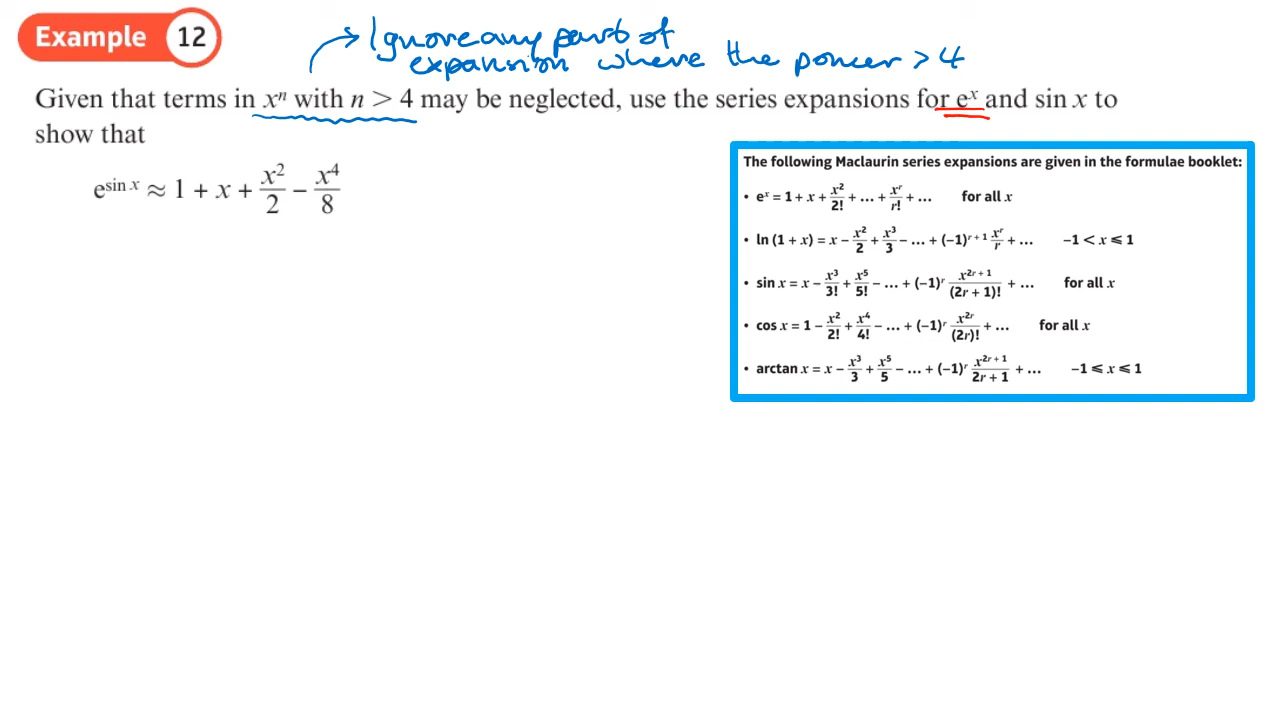 Example 12
→ Ignore any part of
expansion where the power > 4
Given that terms in xⁿ with n > 4 may be neglected, use the series expansions for eˣ and sin x to
show that
e^(sin x) ≈ 1 + x + x²/2 − x⁴/8
The following Maclaurin series expansions are given in the formulae booklet:
• eˣ = 1 + x + x²/2! + ... + xʳ/r! + ... for all x
• ln (1 + x) = x − x²/2 + x³/3 − ... + (−1)^(r + 1) xʳ/r + ... −1 < x ⩽ 1
• sin x = x − x³/3! + x⁵/5! − ... + (−1)ʳ x^(2r + 1)/(2r + 1)! + ... for all x
• cos x = 1 − x²/2! + x⁴/4! − ... + (−1)ʳ x^(2r)/(2r)! + ... for all x
• arctan x = x − x³/3 + x⁵/5 − ... + (−1)ʳ x^(2r + 1)/(2r + 1) + ... −1 ⩽ x ⩽ 1